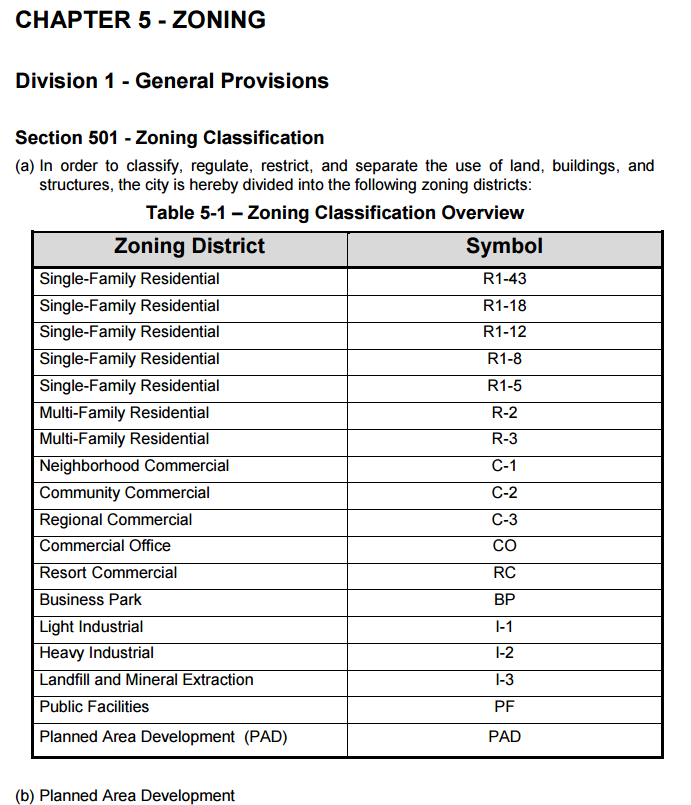 CHAPTER 5 - ZONING
Division 1 - General Provisions
Section 501 - Zoning Classification
(a) In order to classify, regulate, restrict, and separate the use of land, buildings, and
structures, the city is hereby divided into the following zoning districts:
Table 5-1 – Zoning Classification Overview
Zoning District Symbol
Single-Family Residential R1-43
Single-Family Residential R1-18
Single-Family Residential R1-12
Single-Family Residential R1-8
Single-Family Residential R1-5
Multi-Family Residential R-2
Multi-Family Residential R-3
Neighborhood Commercial C-1
Community Commercial C-2
Regional Commercial C-3
Commercial Office CO
Resort Commercial RC
Business Park BP
Light Industrial I-1
Heavy Industrial I-2
Landfill and Mineral Extraction I-3
Public Facilities PF
Planned Area Development (PAD) PAD
(b) Planned Area Development